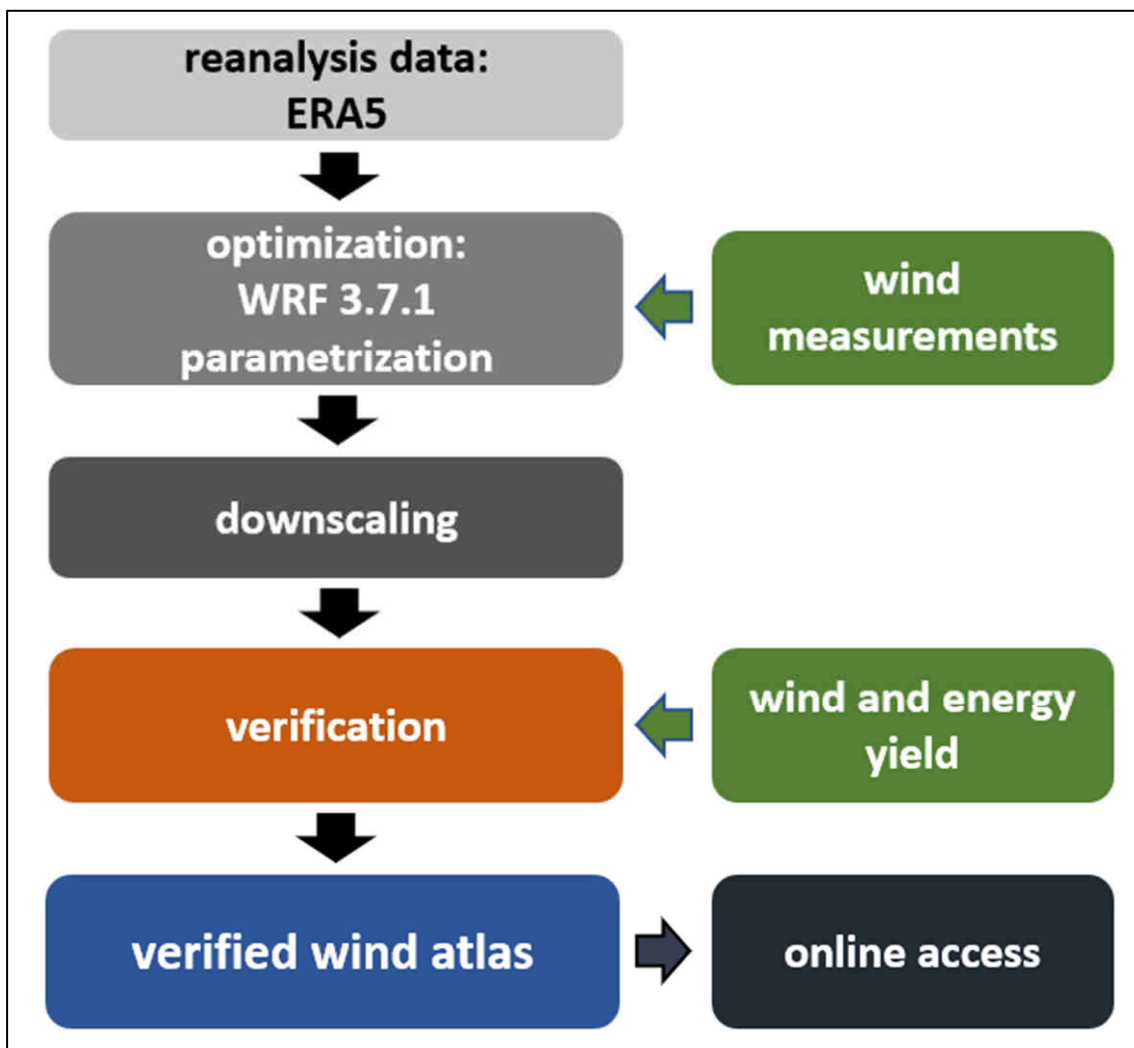 reanalysis data:
ERA5
optimization:
WRF 3.7.1
parametrization
wind
measurements
downscaling
verification
wind and energy
yield
verified wind atlas
online access